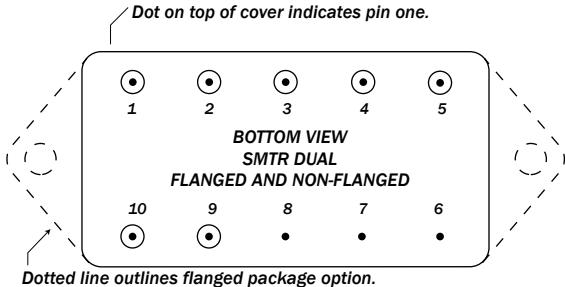 Dot on top of cover indicates pin one.
1 2 3 4 5
BOTTOM VIEW
SMTR DUAL
FLANGED AND NON-FLANGED
10 9 8 7 6
Dotted line outlines flanged package option.